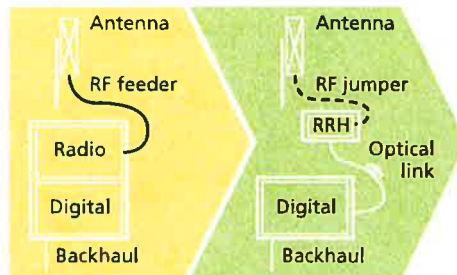 Antenna
RF feeder
Radio
Digital
Backhaul
Antenna
RF jumper
RRH
Optical
link
Digital
Backhaul